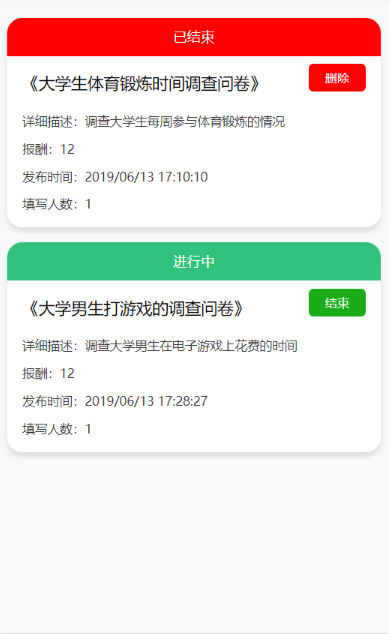 已结束
《大学生体育锻炼时间调查问卷》
删除
详细描述：调查大学生每周参与体育锻炼的情况
报酬：12
发布时间：2019/06/13 17:10:10
填写人数：1
进行中
《大学男生打游戏的调查问卷》
结束
详细描述：调查大学男生在电子游戏上花费的时间
报酬：12
发布时间：2019/06/13 17:28:27
填写人数：1